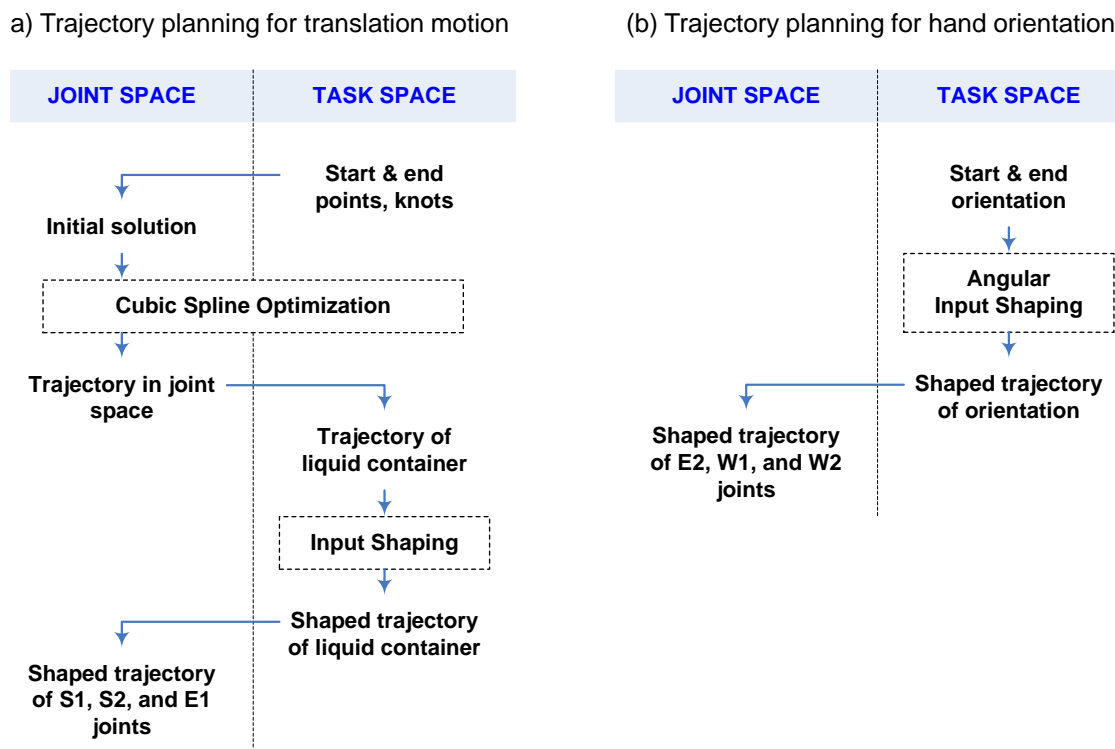 a) Trajectory planning for translation motion
JOINT SPACE
TASK SPACE
Start & end
points, knots
Initial solution
Cubic Spline Optimization
Trajectory in joint
space
Trajectory of
liquid container
Input Shaping
Shaped trajectory
of liquid container
Shaped trajectory
of S1, S2, and E1
joints
(b) Trajectory planning for hand orientation
JOINT SPACE
TASK SPACE
Start & end
orientation
Angular
Input Shaping
Shaped trajectory
of orientation
Shaped trajectory
of E2, W1, and W2
joints